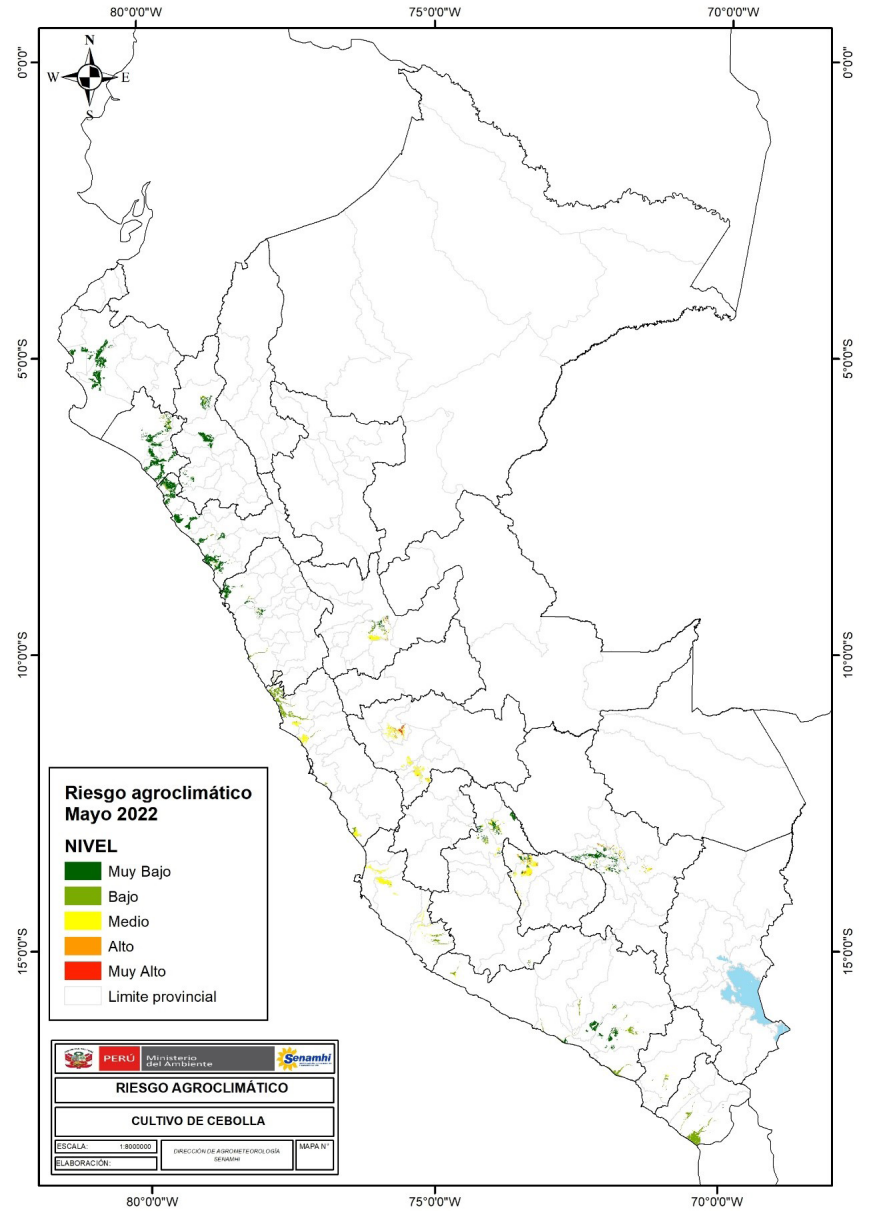 80°0'0"W 75°0'0"W 70°0'0"W
N
W E
S
0°0'0" 0°0'0"
5°0'0"S 5°0'0"S
10°0'0"S 10°0'0"S
15°0'0"S 15°0'0"S
Riesgo agroclimático
Mayo 2022
NIVEL
Muy Bajo
Bajo
Medio
Alto
Muy Alto
Limite provincial
PERÚ Ministerio
del Ambiente
Senamhi
RIESGO AGROCLIMÁTICO
CULTIVO DE CEBOLLA
ESCALA: 1:8000000
ELABORACIÓN:
DIRECCIÓN DE AGROMETEOROLOGÍA
SENAMHI
MAPA N°
80°0'0"W 75°0'0"W 70°0'0"W